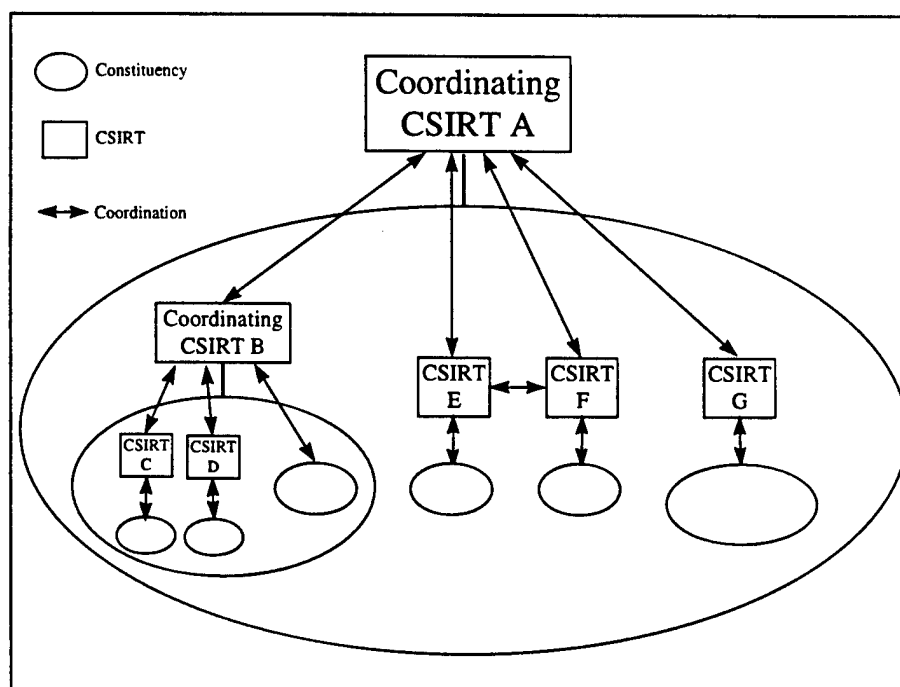 Constituency
CSIRT
Coordination
Coordinating
CSIRT A
Coordinating
CSIRT B
CSIRT
C
CSIRT
D
CSIRT
E
CSIRT
F
CSIRT
G